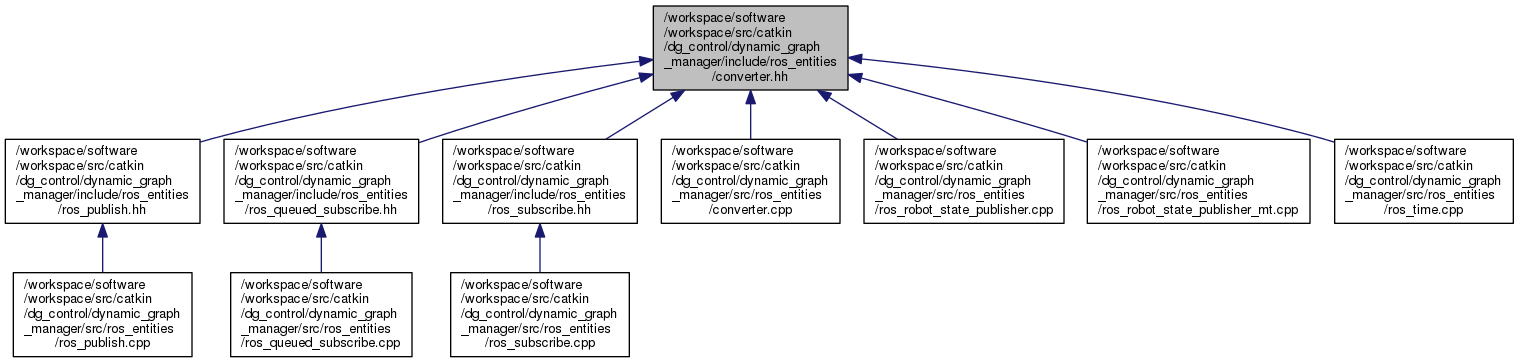 /workspace/software
/workspace/src/catkin
/dg_control/dynamic_graph
_manager/include/ros_entities
/converter.hh
/workspace/software
/workspace/src/catkin
/dg_control/dynamic_graph
_manager/include/ros_entities
/ros_publish.hh
/workspace/software
/workspace/src/catkin
/dg_control/dynamic_graph
_manager/include/ros_entities
/ros_queued_subscribe.hh
/workspace/software
/workspace/src/catkin
/dg_control/dynamic_graph
_manager/include/ros_entities
/ros_subscribe.hh
/workspace/software
/workspace/src/catkin
/dg_control/dynamic_graph
_manager/src/ros_entities
/converter.cpp
/workspace/software
/workspace/src/catkin
/dg_control/dynamic_graph
_manager/src/ros_entities
/ros_robot_state_publisher.cpp
/workspace/software
/workspace/src/catkin
/dg_control/dynamic_graph
_manager/src/ros_entities
/ros_robot_state_publisher_mt.cpp
/workspace/software
/workspace/src/catkin
/dg_control/dynamic_graph
_manager/src/ros_entities
/ros_time.cpp
/workspace/software
/workspace/src/catkin
/dg_control/dynamic_graph
_manager/src/ros_entities
/ros_publish.cpp
/workspace/software
/workspace/src/catkin
/dg_control/dynamic_graph
_manager/src/ros_entities
/ros_queued_subscribe.cpp
/workspace/software
/workspace/src/catkin
/dg_control/dynamic_graph
_manager/src/ros_entities
/ros_subscribe.cpp